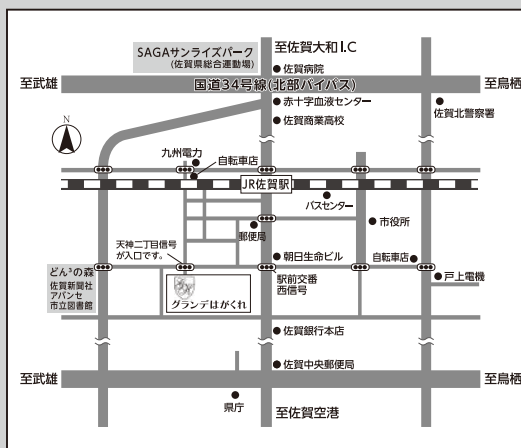 SAGAサンライズパーク
(佐賀県総合運動場)
至佐賀大和I.C
佐賀病院
至武雄
国道34号線(北部バイパス)
至鳥栖
赤十字血液センター
佐賀北警察署
佐賀商業高校
N
九州電力
自転車店
JR佐賀駅
バスセンター
市役所
郵便局
天神二丁目信号
が入口です。
朝日生命ビル
自転車店
どん³の森
佐賀新聞社
アバンセ
市立図書館
グランデはがくれ
駅前交番
西信号
戸上電機
佐賀銀行本店
佐賀中央郵便局
至武雄
至鳥栖
県庁
至佐賀空港